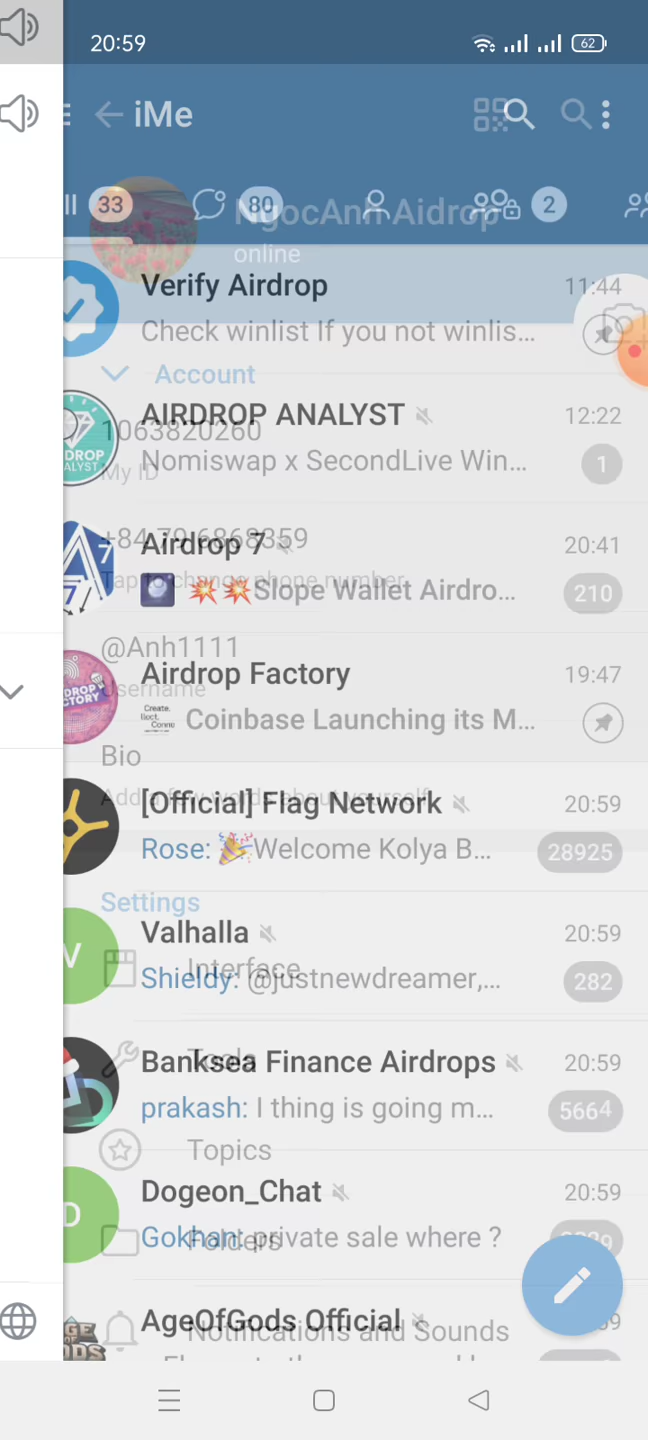 20:59
62
iMe
33
80
2
NgocAnh Aidrop
online
Verify Airdrop
11:44
Check winlist If you not winlis...
Account
AIRDROP ANALYST
12:22
1063820260
Nomiswap x SecondLive Win...
1
My ID
+84 79 6868359
Airdrop 7
20:41
Tap to change phone number
💥💥Slope Wallet Airdro...
210
@Anh1111
Airdrop Factory
19:47
Username
Coinbase Launching its M...
Bio
Add a few words about yourself
[Official] Flag Network
20:59
Rose: 🎉Welcome Kolya B...
28925
Settings
Valhalla
20:59
Interface
Shieldy: @justnewdreamer,...
282
Tools
Banksea Finance Airdrops
20:59
prakash: I thing is going m...
5664
Topics
Dogeon_Chat
20:59
Gokhan: private sale where ?
Folders
AgeOfGods Official
Notifications and Sounds